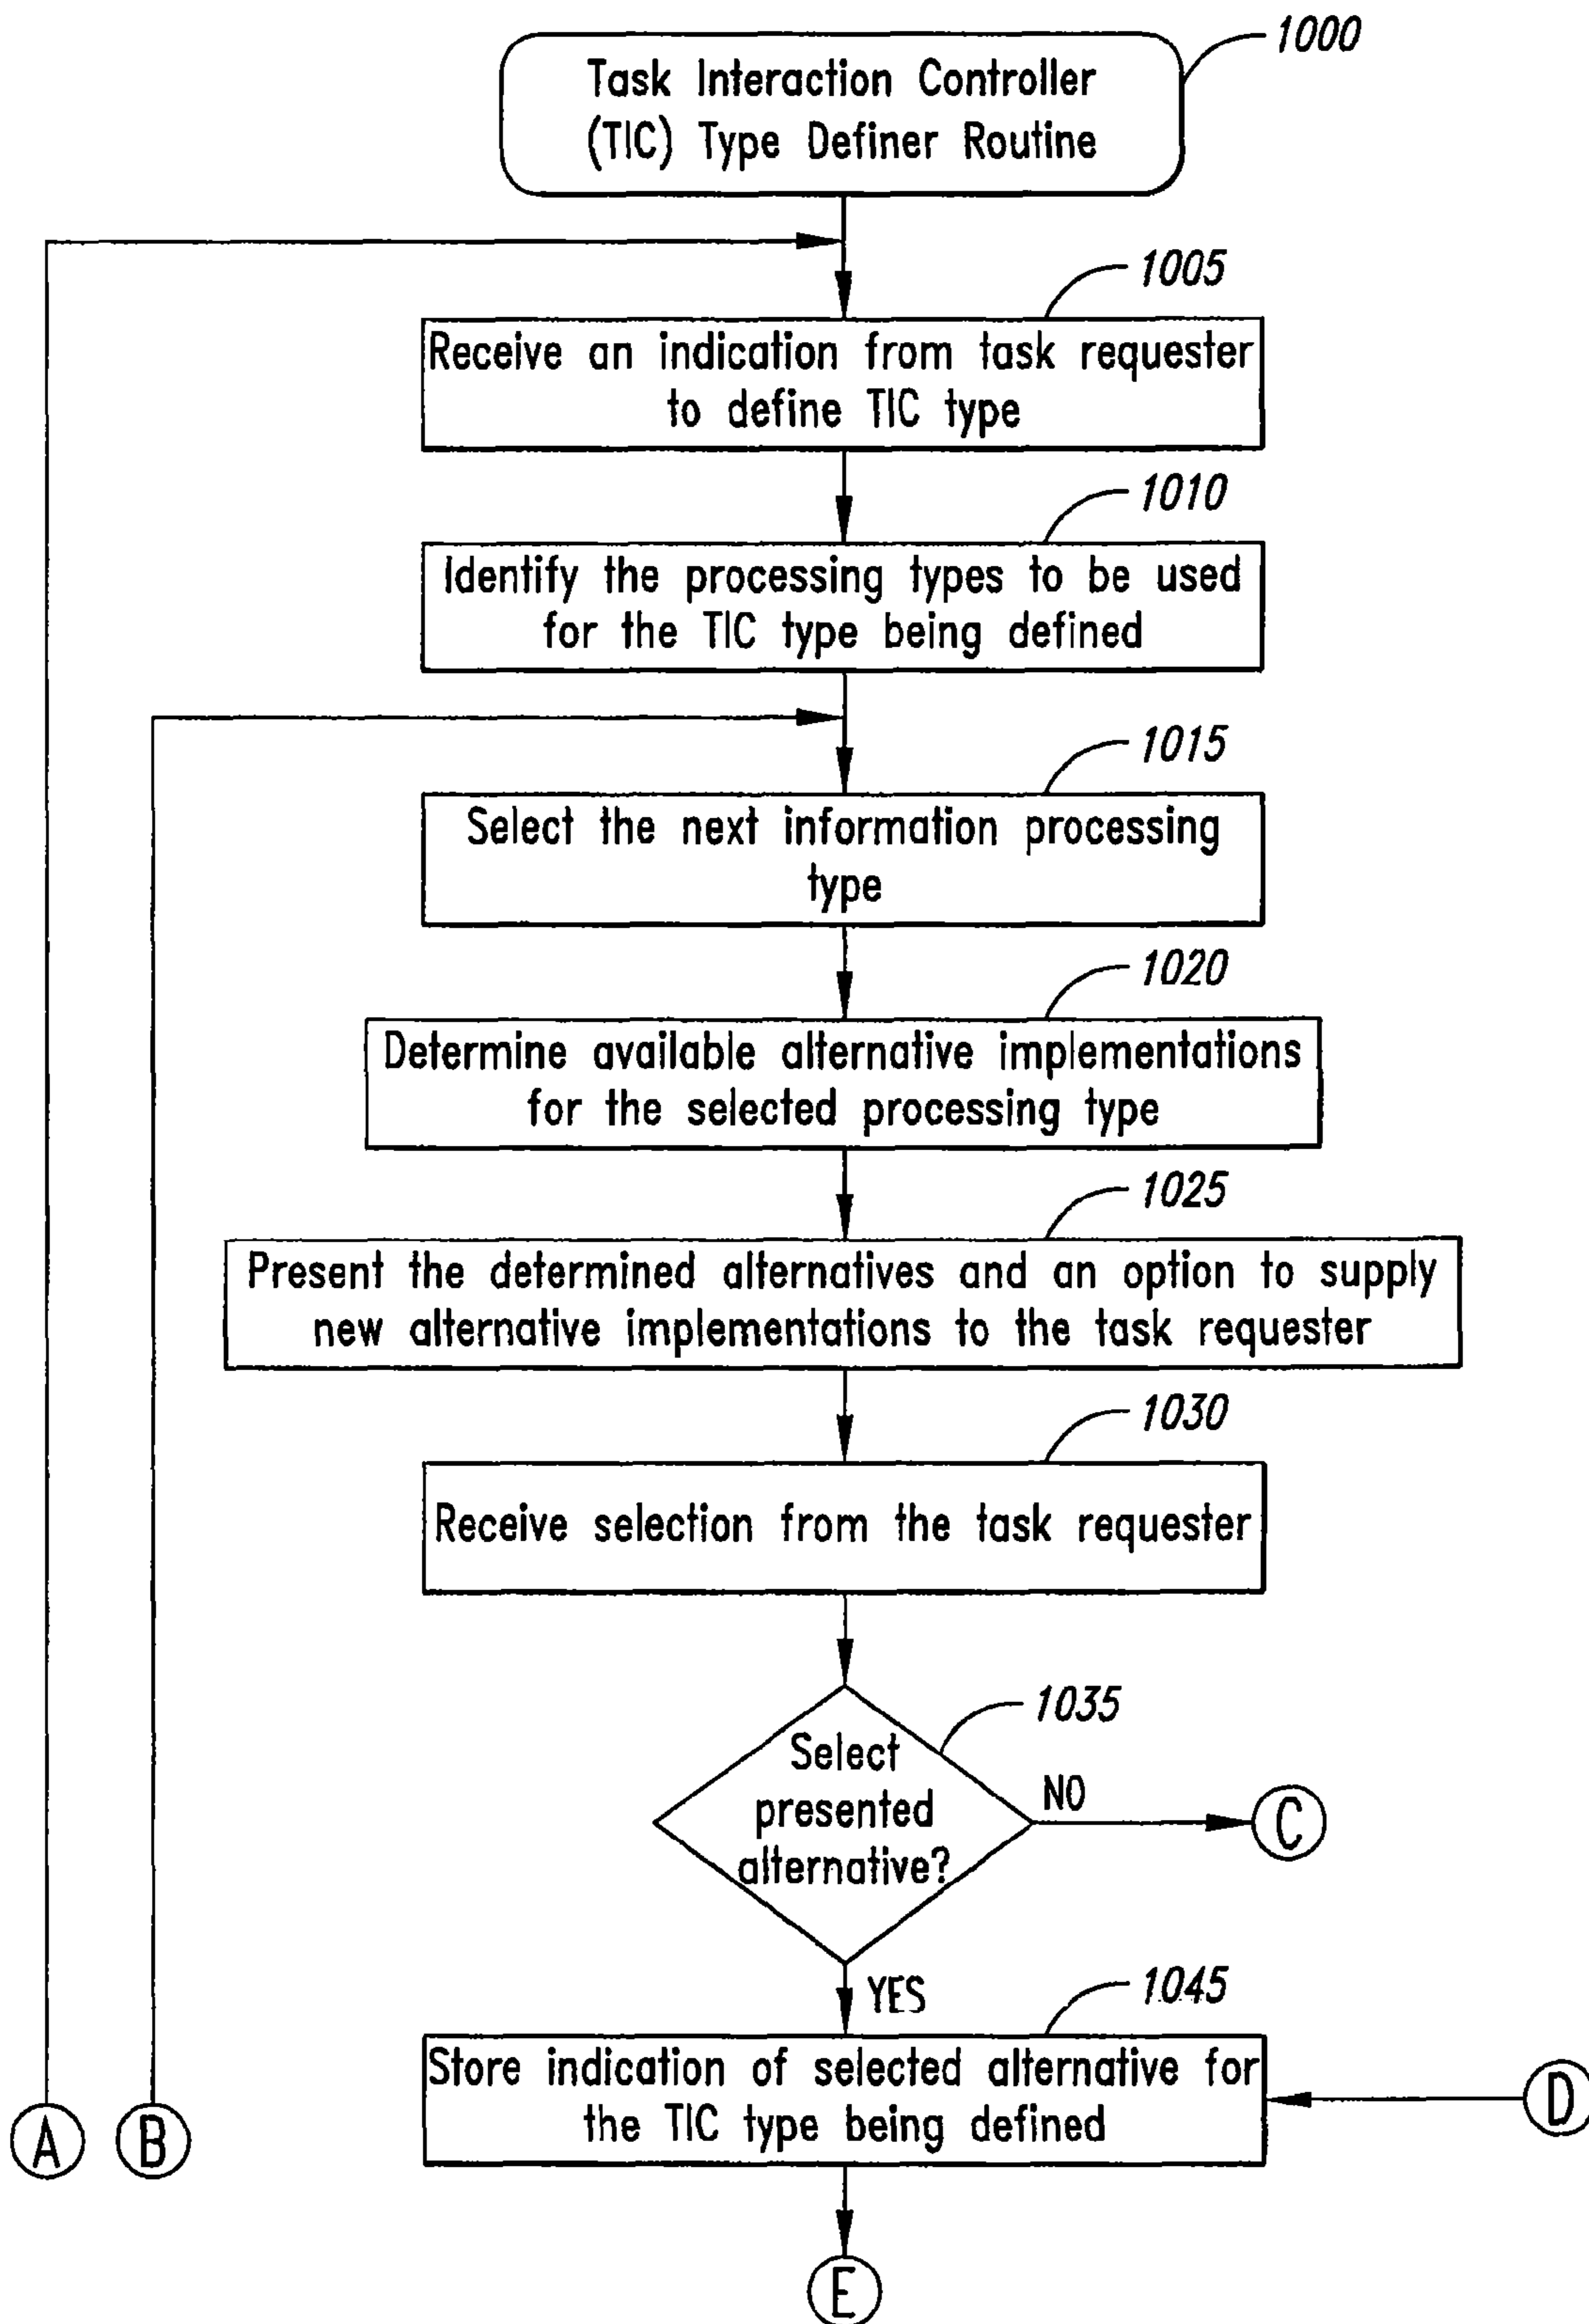 1000
Task Interaction Controller
(TIC) Type Definer Routine
1005
Receive an indication from task requester
to define TIC type
1010
Identify the processing types to be used
for the TIC type being defined
1015
Select the next information processing
type
1020
Determine available alternative implementations
for the selected processing type
1025
Present the determined alternatives and an option to supply
new alternative implementations to the task requester
1030
Receive selection from the task requester
1035
Select
presented
alternative?
NO
C
YES
1045
Store indication of selected alternative for
the TIC type being defined
D
A
B
E